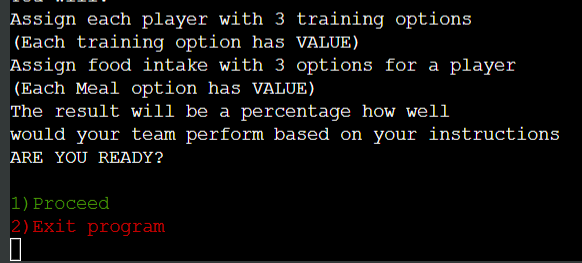 Assign each player with 3 training options
(Each training option has VALUE)
Assign food intake with 3 options for a player
(Each Meal option has VALUE)
The result will be a percentage how well
would your team perform based on your instructions
ARE YOU READY?
1)Proceed
2)Exit program